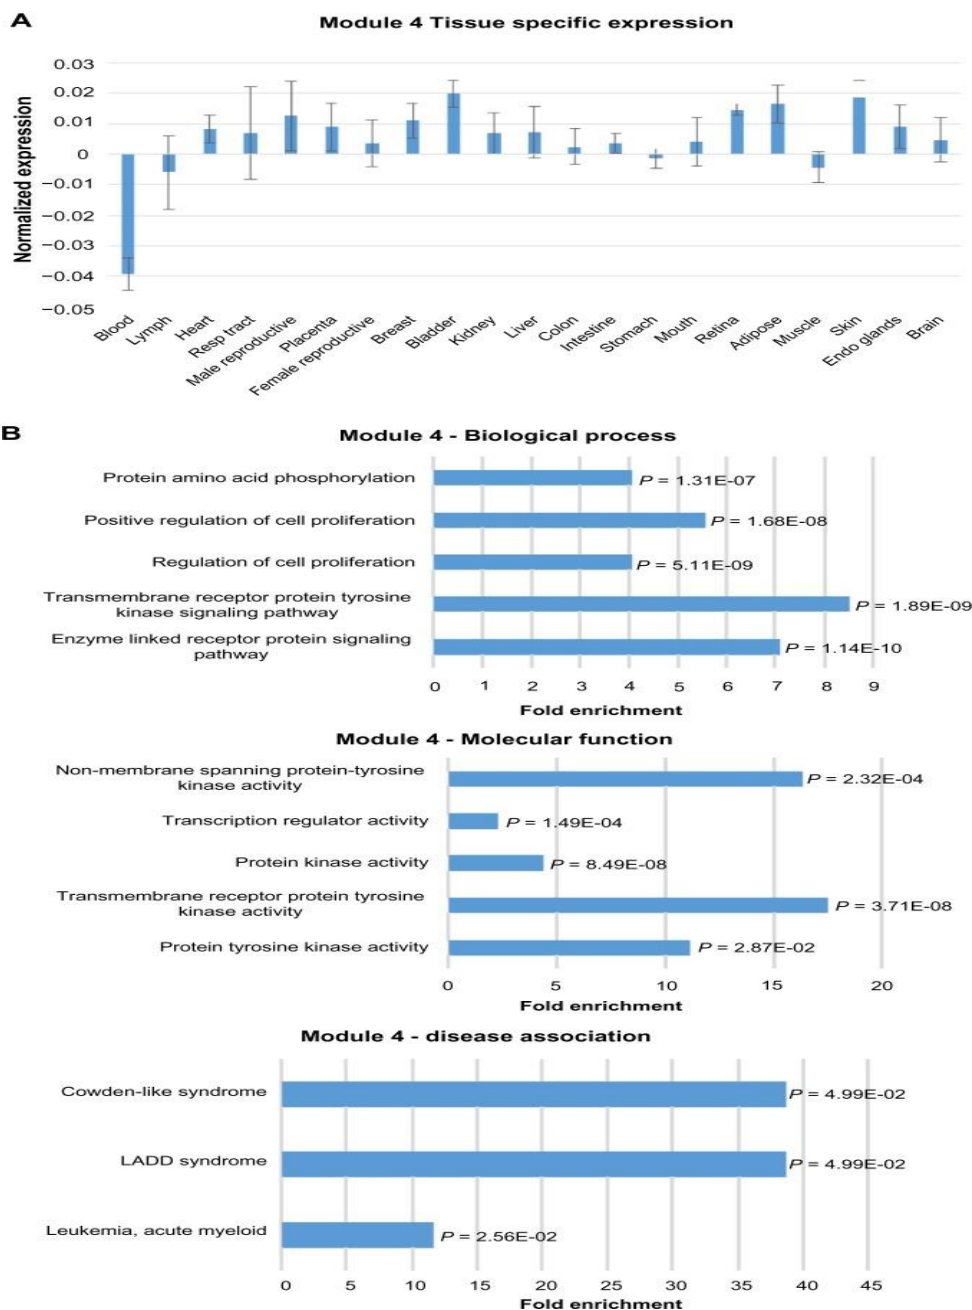 A
Module 4 Tissue specific expression
Normalized expression
0.03
0.02
0.01
0
−0.01
−0.02
−0.03
−0.04
−0.05
Blood
Lymph
Heart
Resp tract
Male reproductive
Placenta
Female reproductive
Breast
Bladder
Kidney
Liver
Colon
Intestine
Stomach
Mouth
Retina
Adipose
Muscle
Skin
Endo glands
Brain
B
Module 4 - Biological process
Protein amino acid phosphorylation
P = 1.31E-07
Positive regulation of cell proliferation
P = 1.68E-08
Regulation of cell proliferation
P = 5.11E-09
Transmembrane receptor protein tyrosine
kinase signaling pathway
P = 1.89E-09
Enzyme linked receptor protein signaling
pathway
P = 1.14E-10
0 1 2 3 4 5 6 7 8 9
Fold enrichment
Module 4 - Molecular function
Non-membrane spanning protein-tyrosine
kinase activity
P = 2.32E-04
Transcription regulator activity
P = 1.49E-04
Protein kinase activity
P = 8.49E-08
Transmembrane receptor protein tyrosine
kinase activity
P = 3.71E-08
Protein tyrosine kinase activity
P = 2.87E-02
0 5 10 15 20
Fold enrichment
Module 4 - disease association
Cowden-like syndrome
P = 4.99E-02
LADD syndrome
P = 4.99E-02
Leukemia, acute myeloid
P = 2.56E-02
0 5 10 15 20 25 30 35 40 45
Fold enrichment